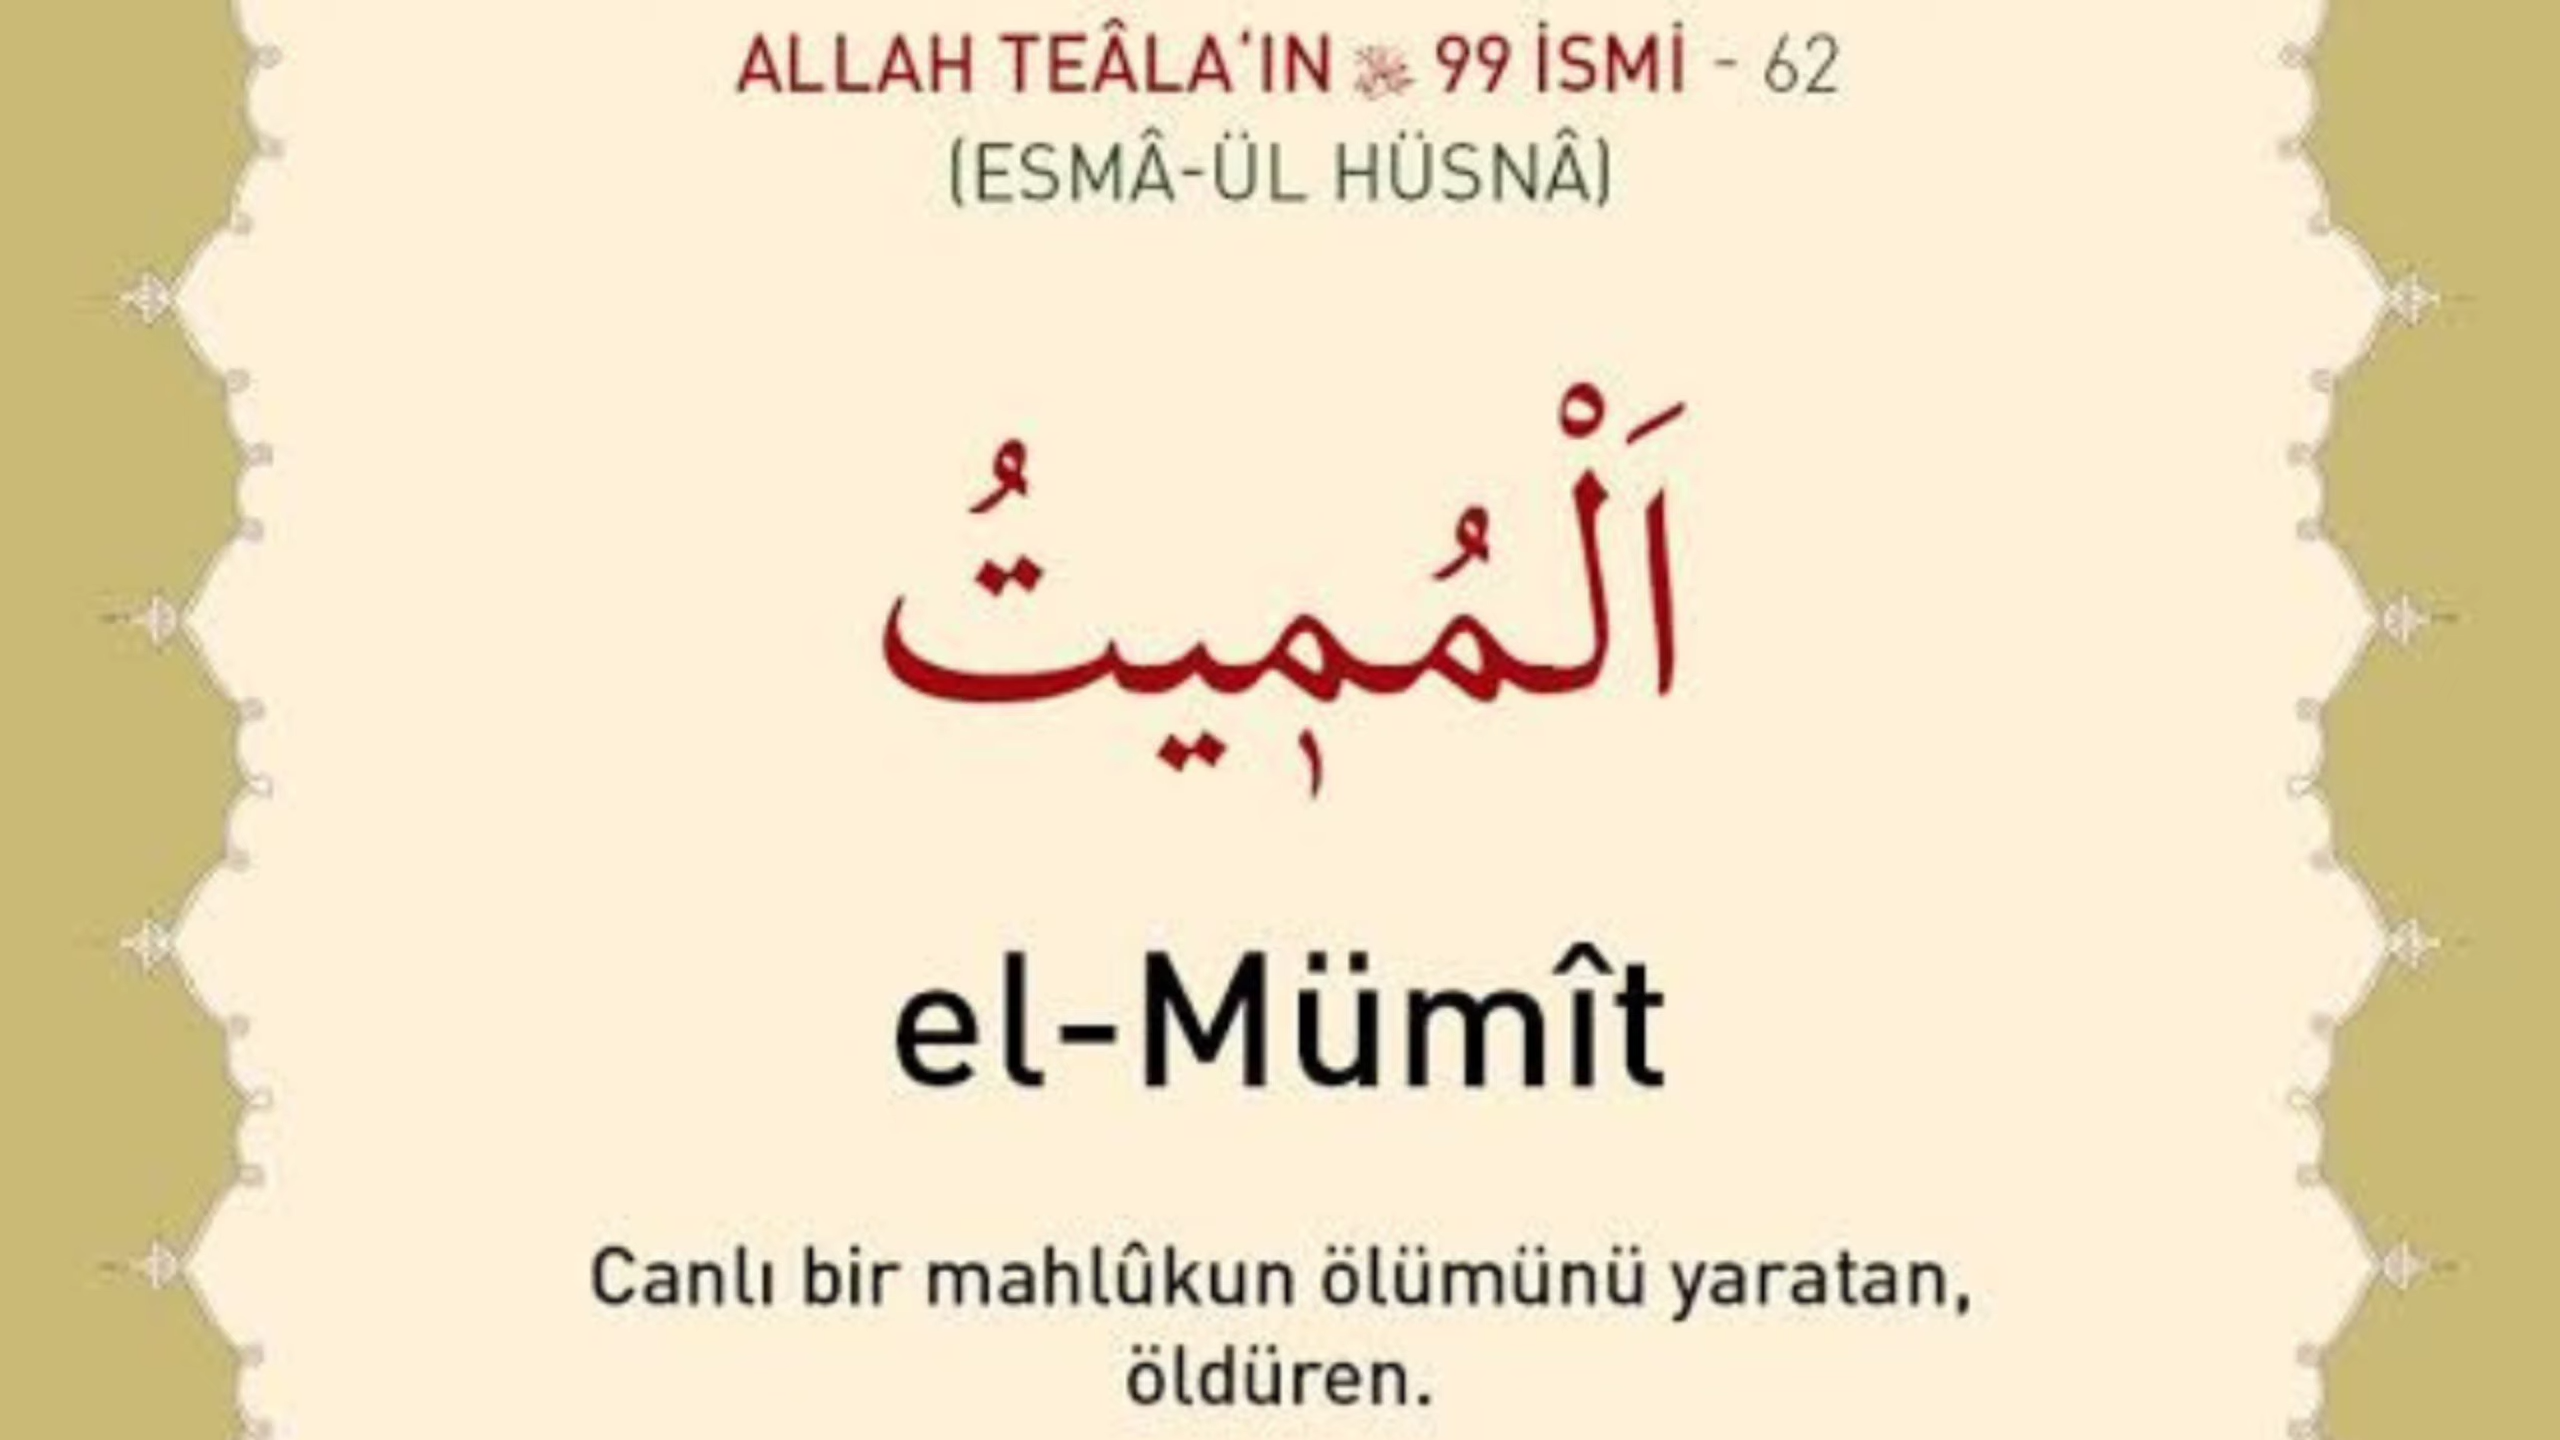 ALLAH TEÂLA'IN ﷻ 99 İSMİ - 62
(ESMÂ-ÜL HÜSNÂ)
اَلْمُمٖيتُ
el-Mümît
Canlı bir mahlûkun ölümünü yaratan,
öldüren.